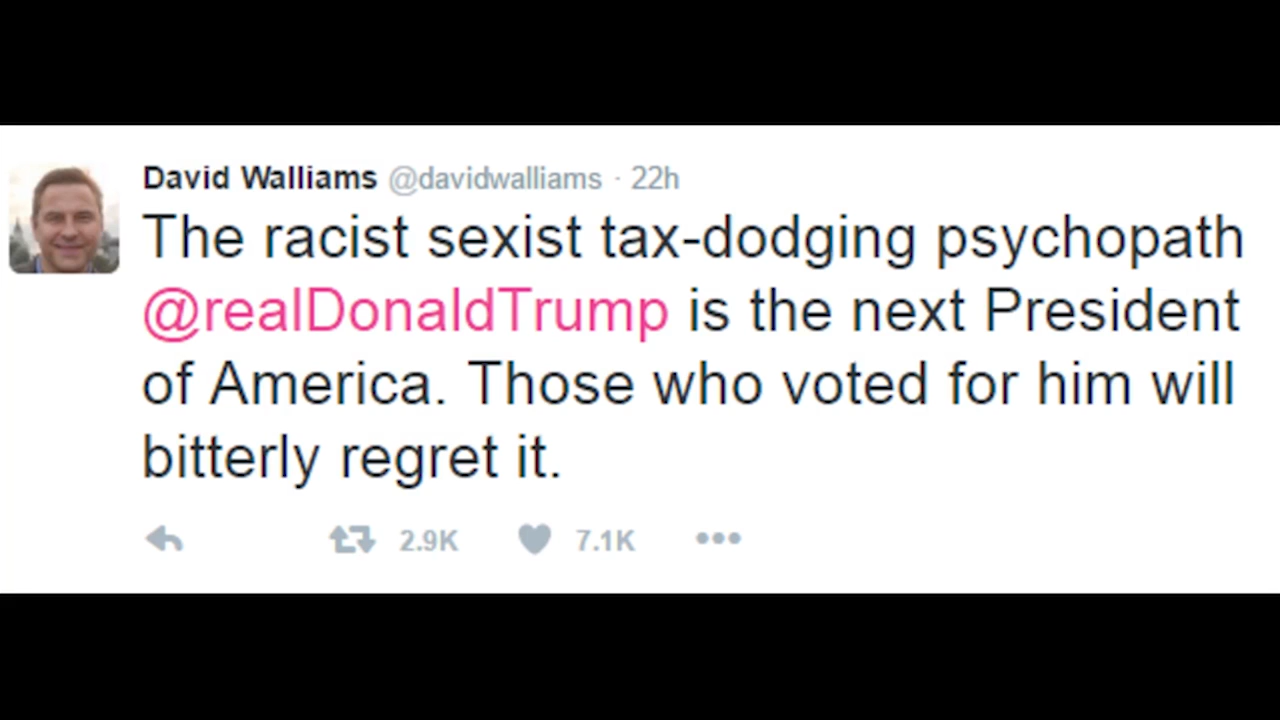 David Walliams @davidwalliams · 22h
The racist sexist tax-dodging psychopath
@realDonaldTrump is the next President
of America. Those who voted for him will
bitterly regret it.
2.9K 7.1K